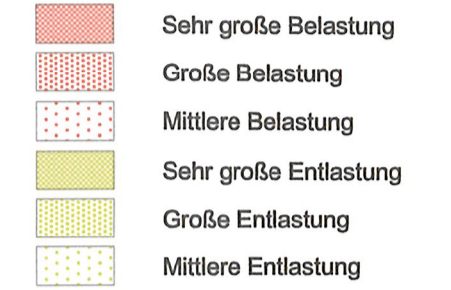 Sehr große Belastung
Große Belastung
Mittlere Belastung
Sehr große Entlastung
Große Entlastung
Mittlere Entlastung